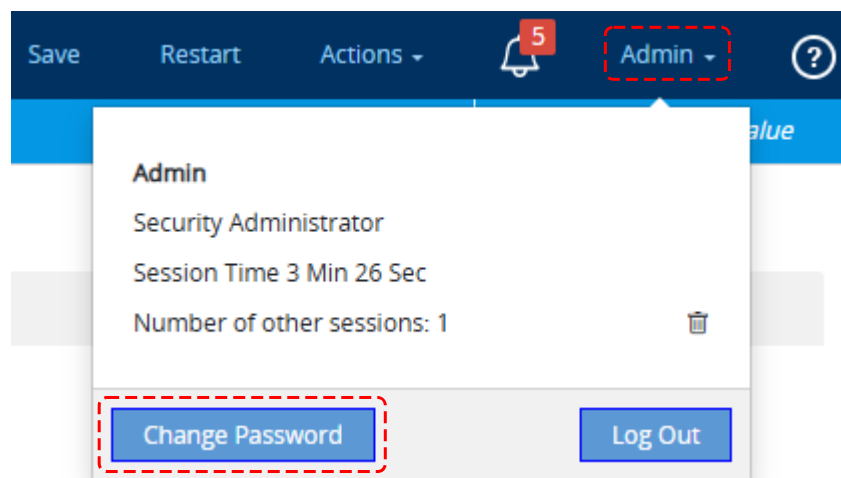 Save Restart Actions 5 Admin ?
alue
Admin
Security Administrator
Session Time 3 Min 26 Sec
Number of other sessions: 1
Change Password Log Out